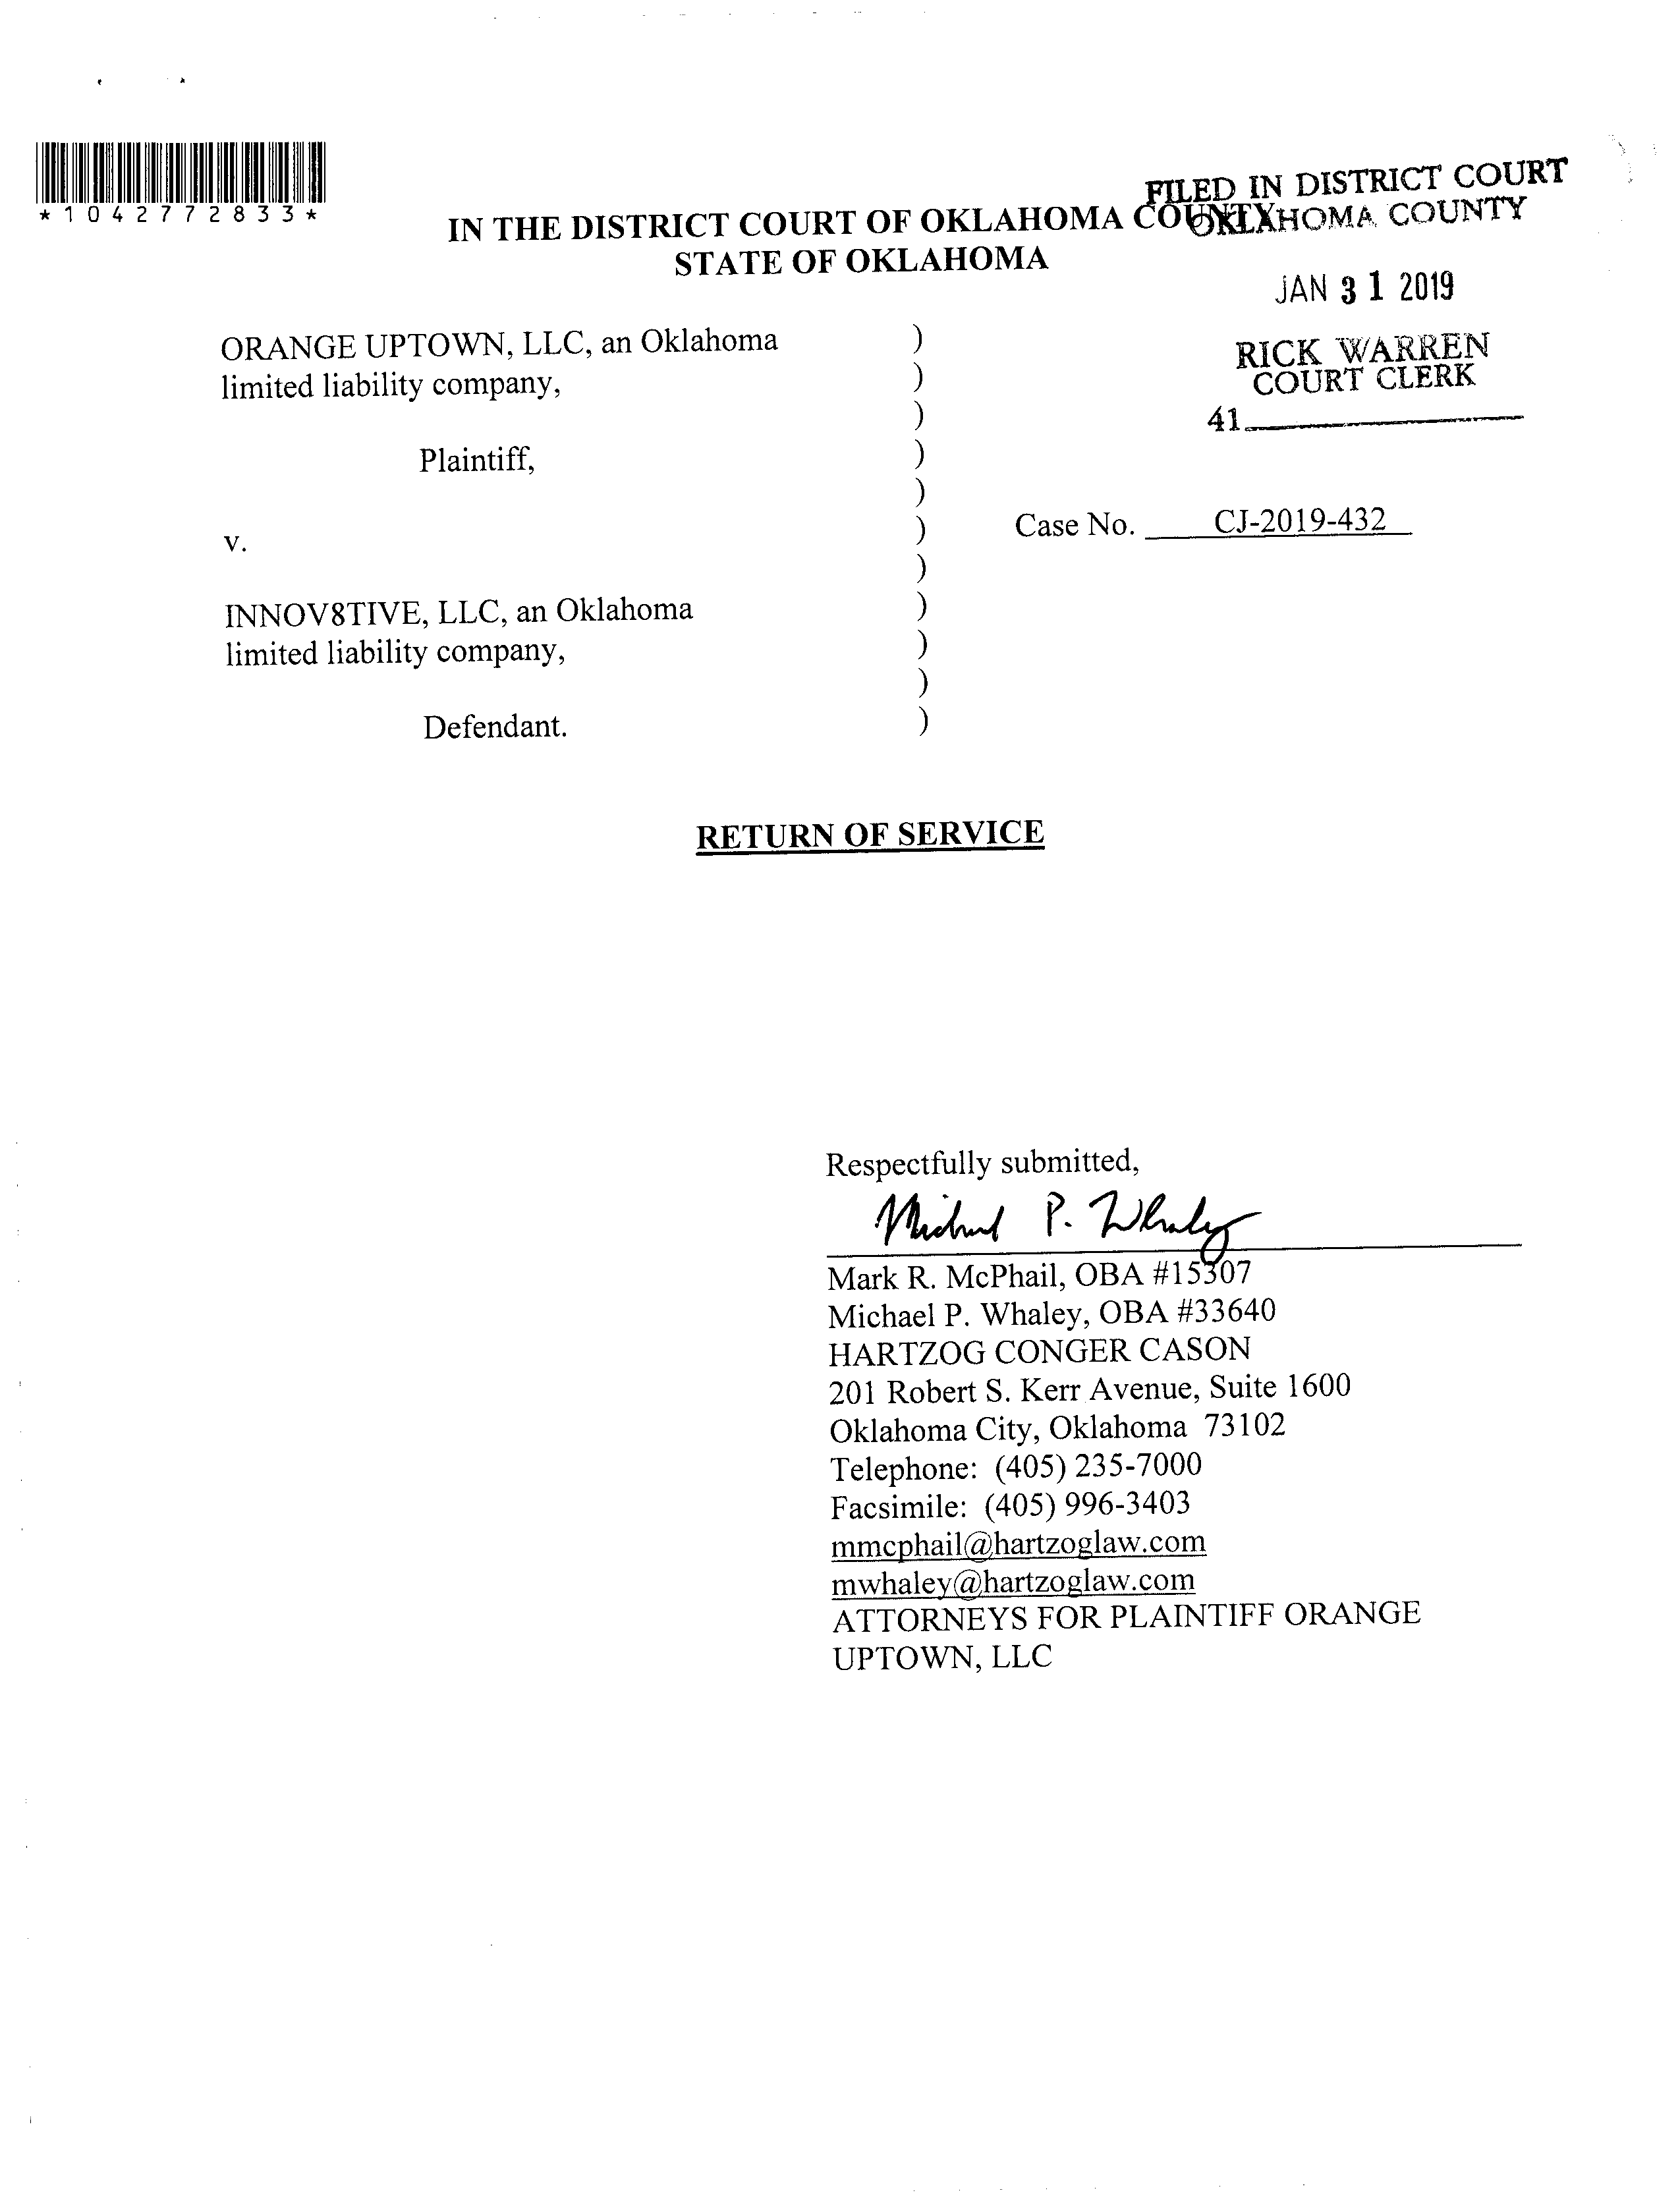 *1042772833*
FILED IN DISTRICT COURT
OKLAHOMA COUNTY
IN THE DISTRICT COURT OF OKLAHOMA COUNTY
STATE OF OKLAHOMA
JAN 31 2019
RICK WARREN
COURT CLERK
41
ORANGE UPTOWN, LLC, an Oklahoma )
limited liability company, )
)
Plaintiff, )
)
v. ) Case No. CJ-2019-432
)
INNOV8TIVE, LLC, an Oklahoma )
limited liability company, )
)
Defendant. )
RETURN OF SERVICE
Respectfully submitted,
Michael P. Whaley
Mark R. McPhail, OBA #15307
Michael P. Whaley, OBA #33640
HARTZOG CONGER CASON
201 Robert S. Kerr Avenue, Suite 1600
Oklahoma City, Oklahoma 73102
Telephone: (405) 235-7000
Facsimile: (405) 996-3403
mmcphail@hartzoglaw.com
mwhaley@hartzoglaw.com
ATTORNEYS FOR PLAINTIFF ORANGE
UPTOWN, LLC